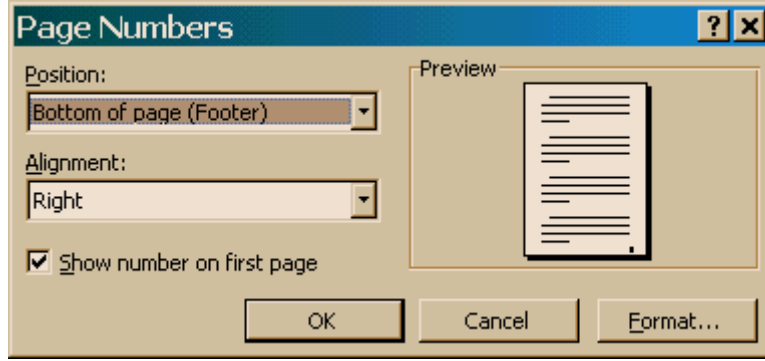 Page Numbers
Position:
Bottom of page (Footer)
Alignment:
Right
Show number on first page
Preview
OK
Cancel
Format...